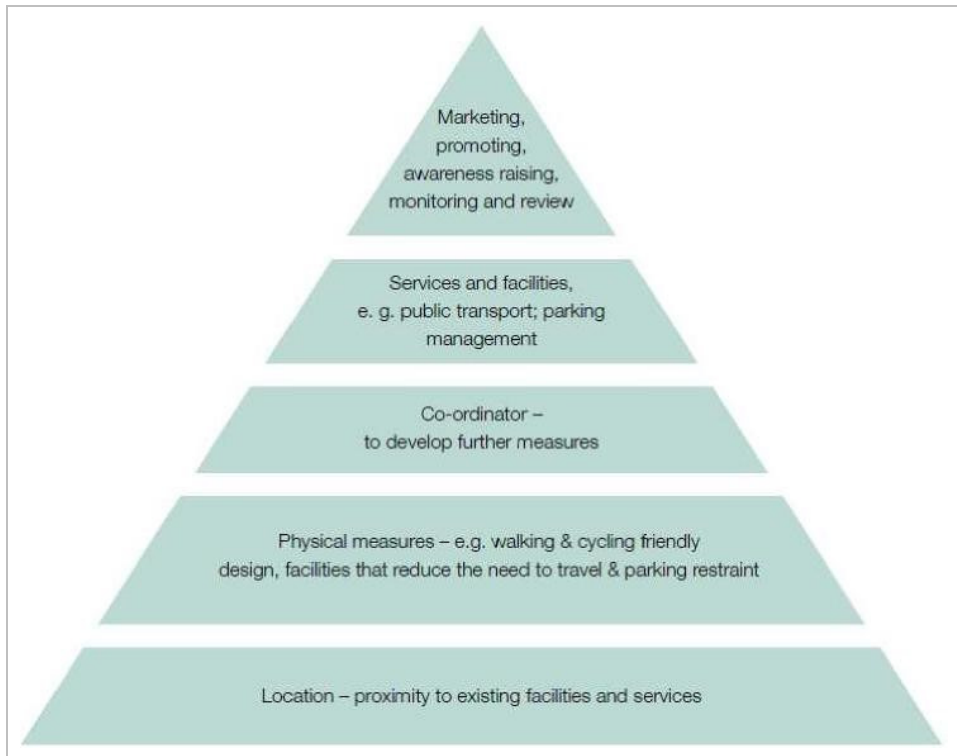 Marketing,
promoting,
awareness raising,
monitoring and review
Services and facilities,
e. g. public transport; parking
management
Co-ordinator –
to develop further measures
Physical measures – e.g. walking & cycling friendly
design, facilities that reduce the need to travel & parking restraint
Location – proximity to existing facilities and services